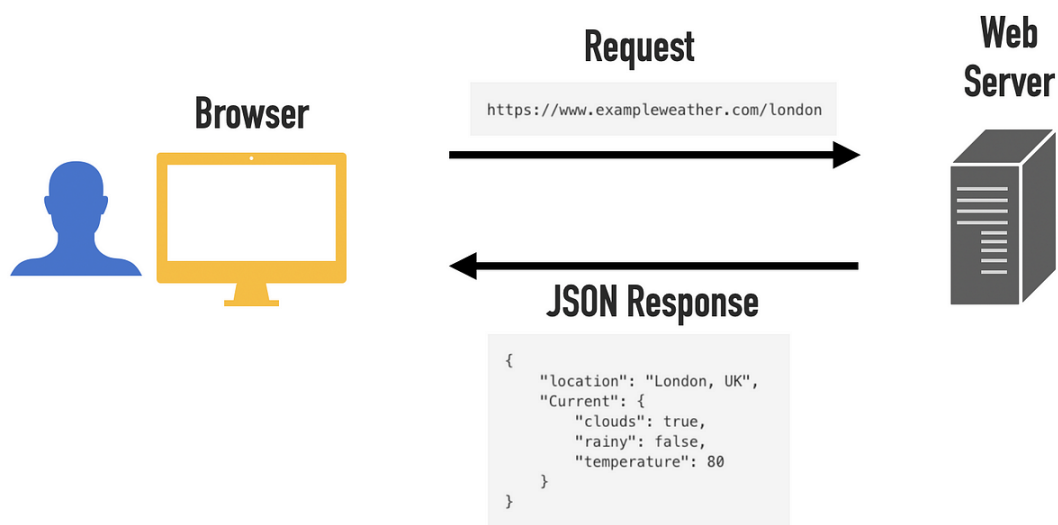 Browser
Request
https://www.exampleweather.com/london
Web
Server
JSON Response
{
    "location": "London, UK",
    "Current": {
        "clouds": true,
        "rainy": false,
        "temperature": 80
    }
}